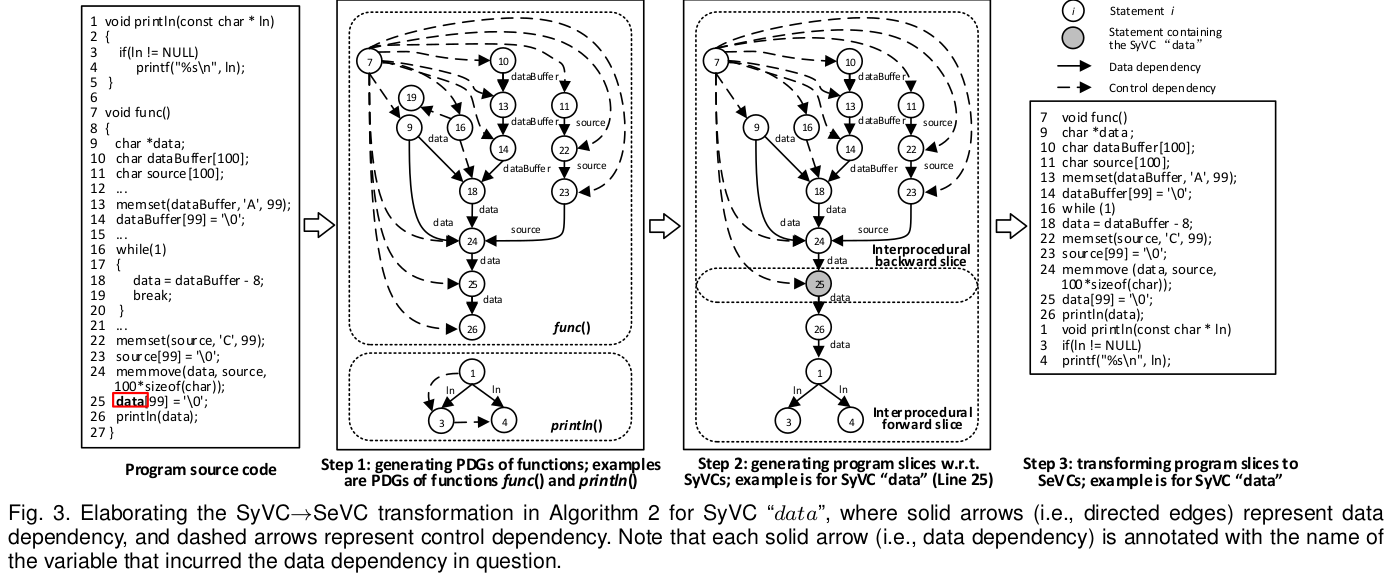 1 void println(const char * ln)
2 {
3 if(ln != NULL)
4 printf("%s\n", ln);
5 }
6
7 void func()
8 {
9 char *data;
10 char dataBuffer[100];
11 char source[100];
12 ...
13 memset(dataBuffer, 'A', 99);
14 dataBuffer[99] = '\0';
15 ...
16 while(1)
17 {
18 data = dataBuffer - 8;
19 break;
20 }
21 ...
22 memset(source, 'C', 99);
23 source[99] = '\0';
24 memmove(data, source,
100*sizeof(char));
25 data[99] = '\0';
26 println(data);
27 }
Program source code
7
10
dataBuffer
19
13
11
9
16
dataBuffer
source
data
14
22
dataBuffer
source
18
23
data
data
source
24
data
25
data
26
func()
1
ln
ln
3
4
println()
Step 1: generating PDGs of functions; examples
are PDGs of functions func() and println()
7
10
dataBuffer
13
11
9
16
dataBuffer
source
data
14
22
dataBuffer
source
18
23
data
data
source
24
Interprocedural
backward slice
data
25
data
26
data
1
ln
ln
3
4
Interprocedural
forward slice
Step 2: generating program slices w.r.t.
SyVCs; example is for SyVC "data" (Line 25)
i
Statement i
Statement containing
the SyVC "data"
Data dependency
Control dependency
7 void func()
9 char *data;
10 char dataBuffer[100];
11 char source[100];
13 memset(dataBuffer, 'A', 99);
14 dataBuffer[99] = '\0';
16 while (1)
18 data = dataBuffer - 8;
22 memset(source, 'C', 99);
23 source[99] = '\0';
24 memmove (data, source,
100*sizeof(char));
25 data[99] = '\0';
26 println(data);
1 void println(const char * ln)
3 if(ln != NULL)
4 printf("%s\n", ln);
Step 3: transforming program slices to
SeVCs; example is for SyVC "data"
Fig. 3. Elaborating the SyVC→SeVC transformation in Algorithm 2 for SyVC “data”, where solid arrows (i.e., directed edges) represent data
dependency, and dashed arrows represent control dependency. Note that each solid arrow (i.e., data dependency) is annotated with the name of
the variable that incurred the data dependency in question.